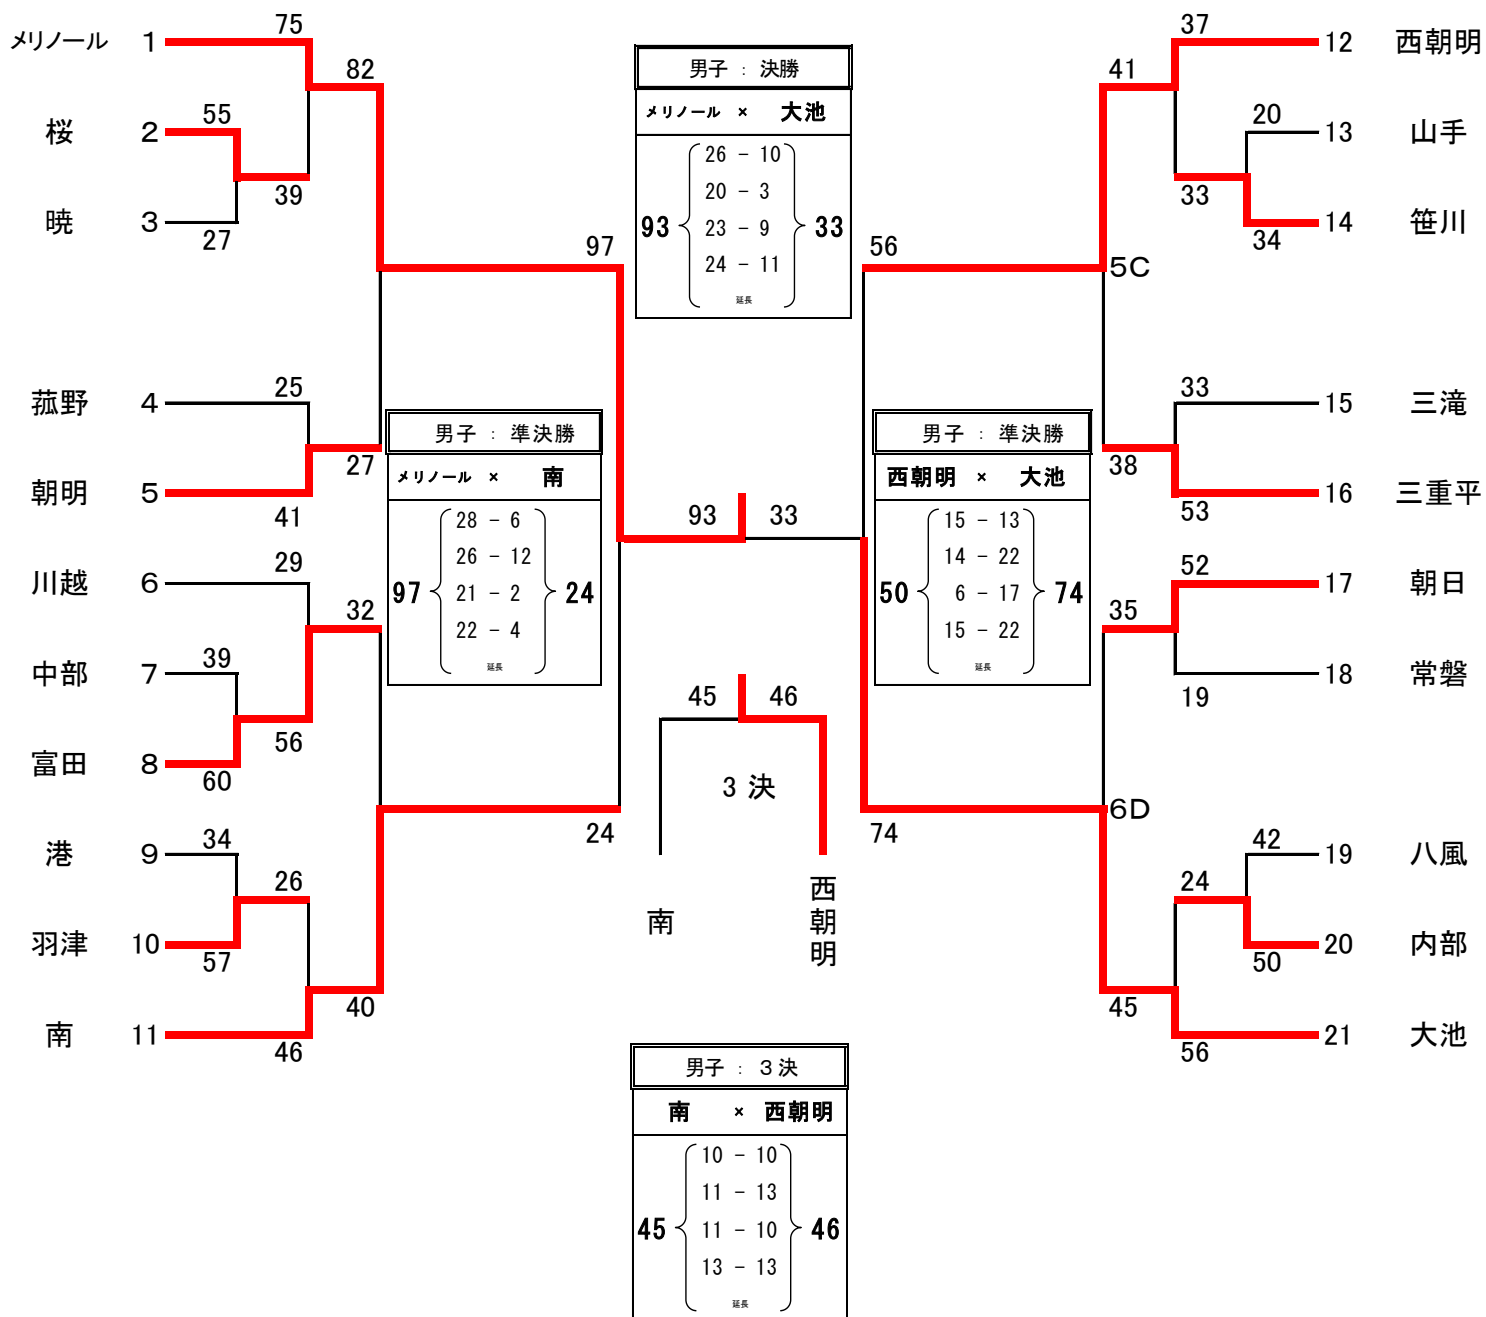 メリノール 1 75
82
桜 2 55
39
暁 3 27
97
菰野 4 25
27
朝明 5 41
川越 6 29
32
中部 7 39
56
富田 8 60
24
港 9 34
26
羽津 10 57
40
南 11 46
男子 : 決勝
メリノール × 大池
26 - 10
20 - 3
93 23 - 9 33
24 - 11
延長
男子 : 準決勝
メリノール × 南
28 - 6
26 - 12
97 21 - 2 24
22 - 4
延長
93 33
45 46
3 決
南 西朝明
男子 : 準決勝
西朝明 × 大池
15 - 13
14 - 22
50 6 - 17 74
15 - 22
延長
37 12 西朝明
41
20 13 山手
33
34 14 笹川
56 5C
33 15 三滝
38
53 16 三重平
52 17 朝日
35
19 18 常磐
74 6D
42 19 八風
24
50 20 内部
45
56 21 大池
男子 : 3 決
南 × 西朝明
10 - 10
11 - 13
45 11 - 10 46
13 - 13
延長